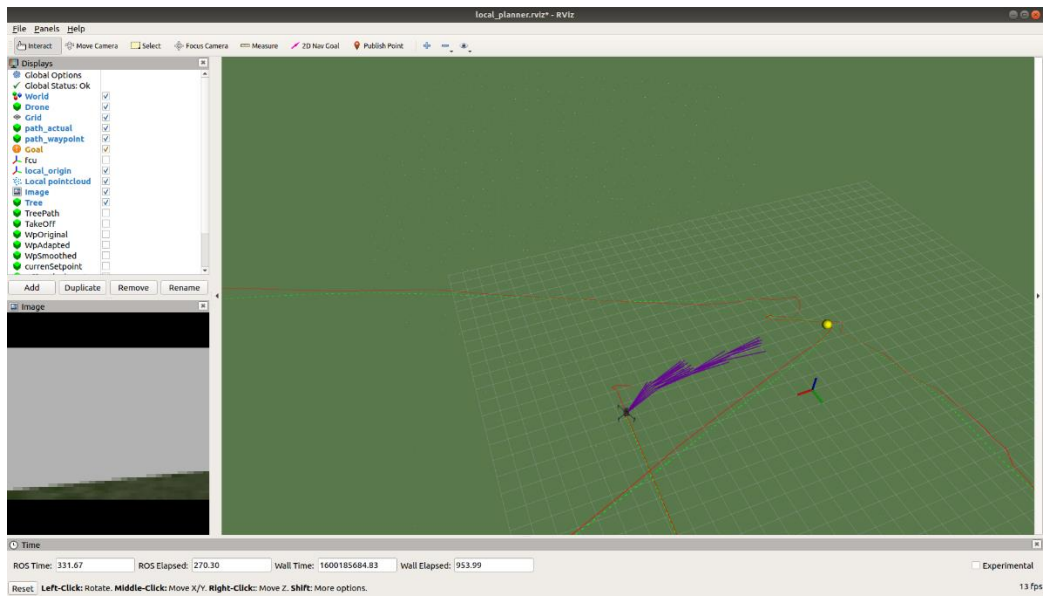 local_planner.rviz* - RViz
File Panels Help
Interact Move Camera Select Focus Camera Measure 2D Nav Goal Publish Point
Displays
Global Options
Global Status: Ok
World
Drone
Grid
path_actual
path_waypoint
Goal
fcu
local_origin
Local pointcloud
Image
Tree
TreePath
TakeOff
WpOriginal
WpAdapted
WpSmoothed
currenSetpoint
Add Duplicate Remove Rename
Image
Time
ROS Time: 331.67 ROS Elapsed: 270.30 Wall Time: 1600185684.83 Wall Elapsed: 953.99 Experimental
Reset Left-Click: Rotate. Middle-Click: Move X/Y. Right-Click:: Move Z. Shift: More options. 13 fps